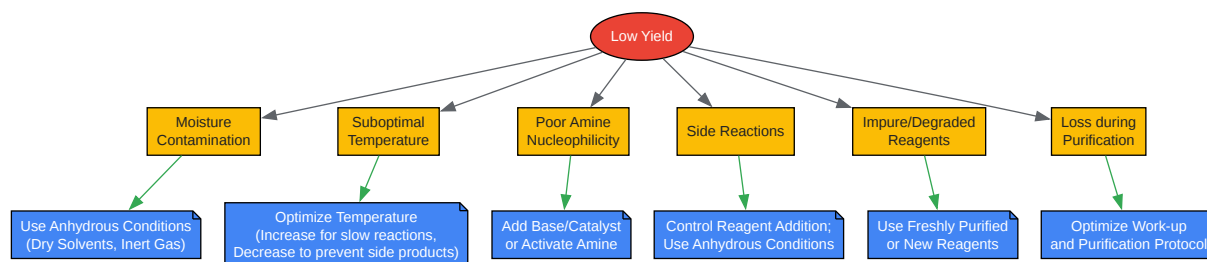 Low Yield
Moisture
Contamination
Suboptimal
Temperature
Poor Amine
Nucleophilicity
Side Reactions
Impure/Degraded
Reagents
Loss during
Purification
Use Anhydrous Conditions
(Dry Solvents, Inert Gas)
Optimize Temperature
(Increase for slow reactions,
Decrease to prevent side products)
Add Base/Catalyst
or Activate Amine
Control Reagent Addition;
Use Anhydrous Conditions
Use Freshly Purified
or New Reagents
Optimize Work-up
and Purification Protocol